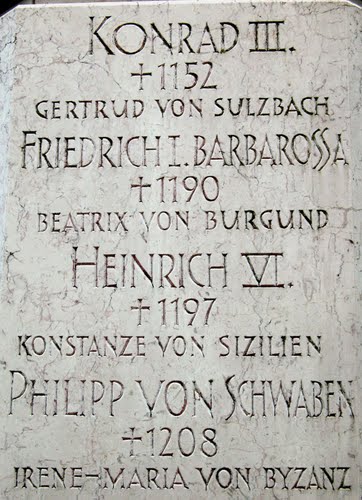 KONRAD III.
+1152
GERTRUD VON SULZBACH
FRIEDRICH I. BARBAROSSA
+1190
BEATRIX VON BURGUND
HEINRICH VI.
+1197
KONSTANZE VON SIZILIEN
PHILIPP VON SCHWABEN
+1208
IRENE-MARIA VON BYZANZ